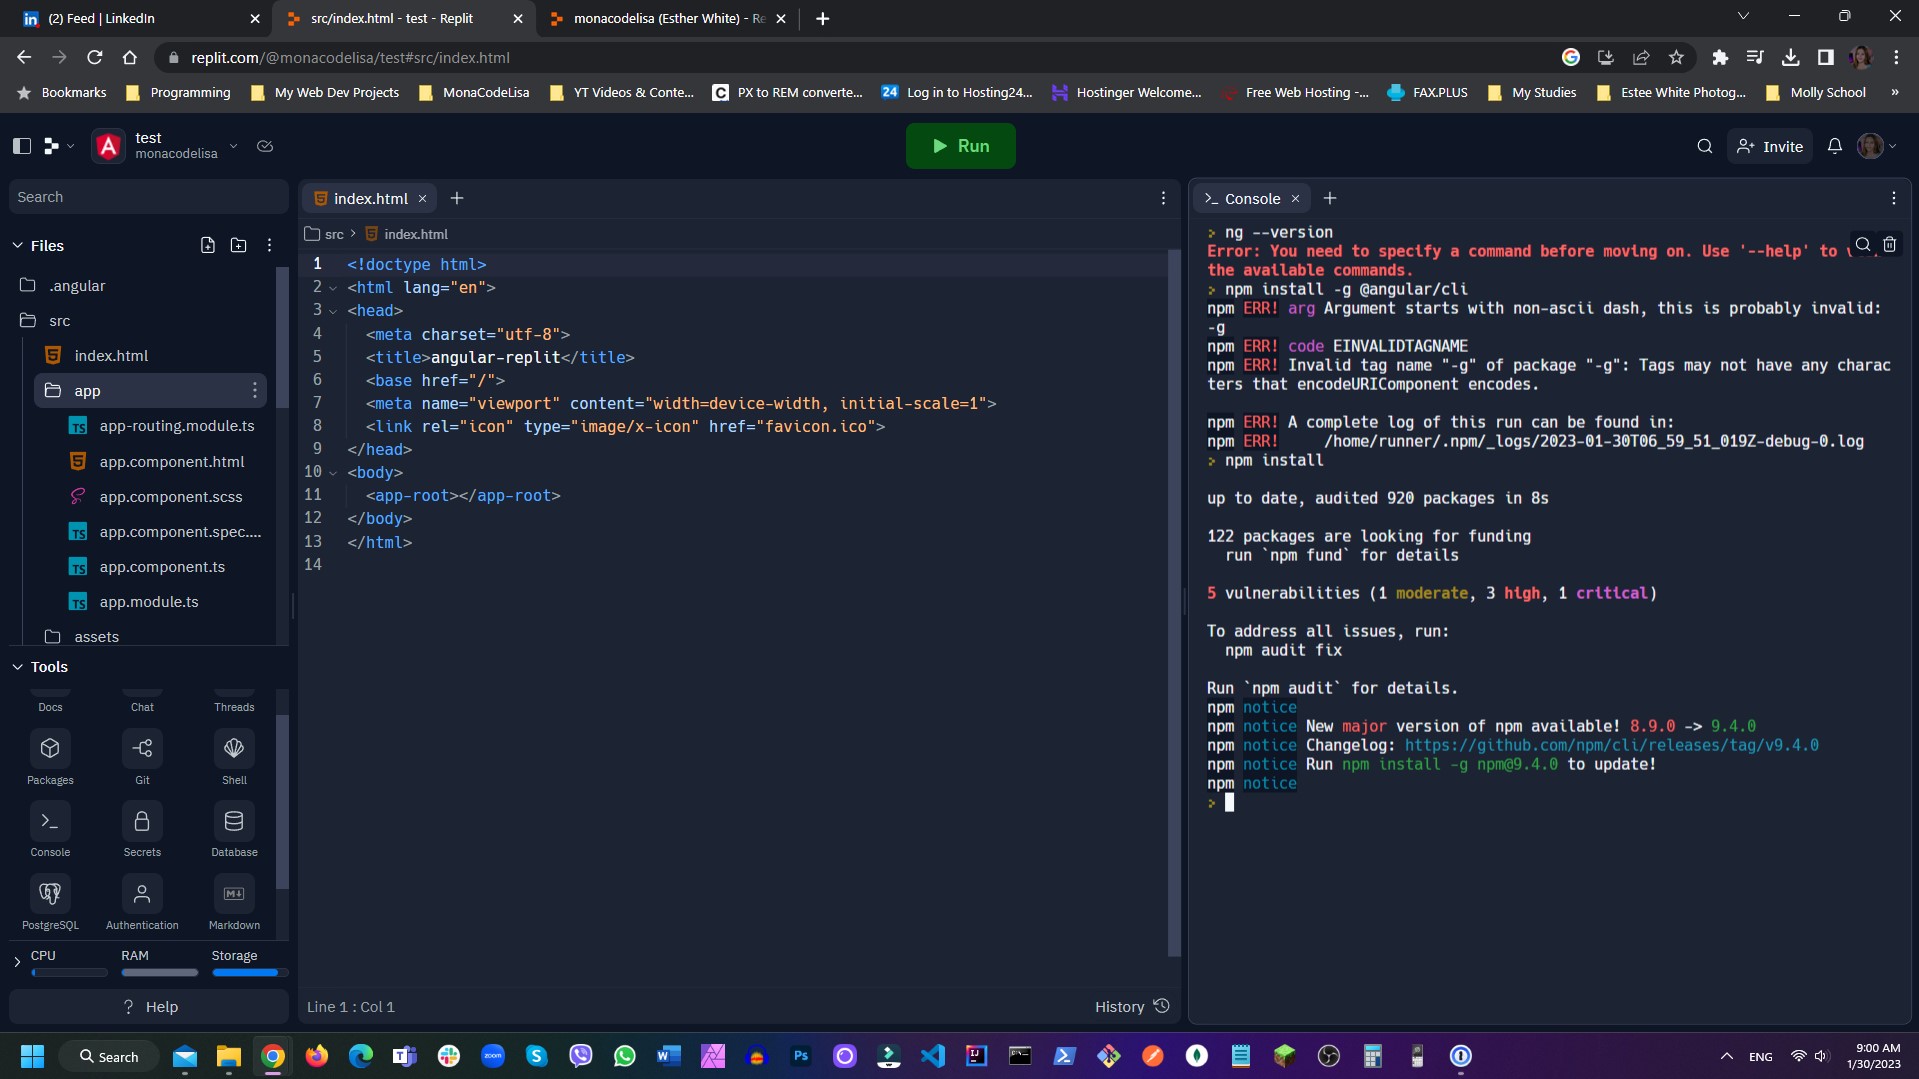 (2) Feed | LinkedIn
src/index.html - test - Replit
monacodelisa (Esther White) - Re
replit.com/@monacodelisa/test#src/index.html
Bookmarks
Programming
My Web Dev Projects
MonaCodeLisa
YT Videos & Conte...
PX to REM converte...
Log in to Hosting24...
Hostinger Welcome...
Free Web Hosting -...
FAX.PLUS
My Studies
Estee White Photog...
Molly School
»
test
monacodelisa
Run
Invite
Search
Files
.angular
src
index.html
app
app-routing.module.ts
app.component.html
app.component.scss
app.component.spec....
app.component.ts
app.module.ts
assets
Tools
Docs
Chat
Threads
Packages
Git
Shell
Console
Secrets
Database
PostgreSQL
Authentication
Markdown
CPU
RAM
Storage
? Help
index.html
src > index.html
1 <!doctype html>
2 <html lang="en">
3 <head>
4 <meta charset="utf-8">
5 <title>angular-replit</title>
6 <base href="/">
7 <meta name="viewport" content="width=device-width, initial-scale=1">
8 <link rel="icon" type="image/x-icon" href="favicon.ico">
9 </head>
10 <body>
11 <app-root></app-root>
12 </body>
13 </html>
14
Line 1 : Col 1
History
Console
> ng --version
Error: You need to specify a command before moving on. Use '--help' to
the available commands.
> npm install -g @angular/cli
npm ERR! arg Argument starts with non-ascii dash, this is probably invalid:
-g
npm ERR! code EINVALIDTAGNAME
npm ERR! Invalid tag name "-g" of package "-g": Tags may not have any charac
ters that encodeURIComponent encodes.
npm ERR! A complete log of this run can be found in:
npm ERR!     /home/runner/.npm/_logs/2023-01-30T06_59_51_019Z-debug-0.log
> npm install
up to date, audited 920 packages in 8s
122 packages are looking for funding
run `npm fund` for details
5 vulnerabilities (1 moderate, 3 high, 1 critical)
To address all issues, run:
npm audit fix
Run `npm audit` for details.
npm notice
npm notice New major version of npm available! 8.9.0 -> 9.4.0
npm notice Changelog: https://github.com/npm/cli/releases/tag/v9.4.0
npm notice Run npm install -g npm@9.4.0 to update!
npm notice
>
Search
ENG
9:00 AM
1/30/2023